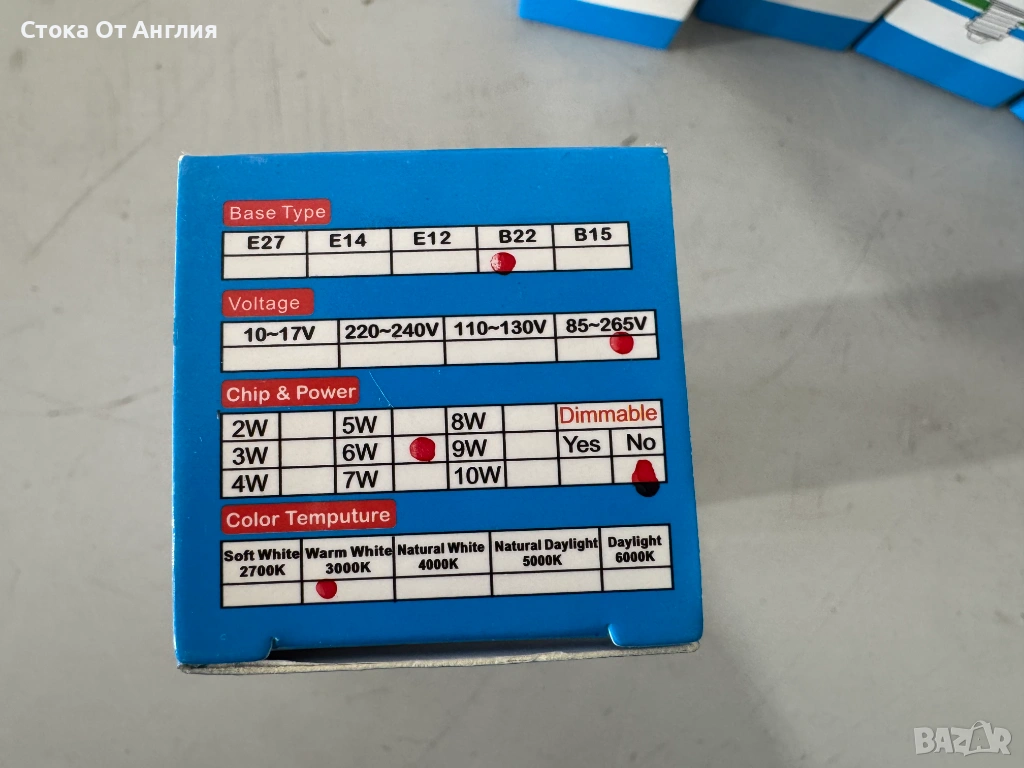 Стока От Англия
Base Type
E27 E14 E12 B22 B15
Voltage
10~17V 220~240V 110~130V 85~265V
Chip & Power
2W 5W 8W Dimmable
3W 6W 9W Yes No
4W 7W 10W
Color Temputure
Soft White Warm White Natural White Natural Daylight Daylight
2700K 3000K 4000K 5000K 6000K
BAZAR